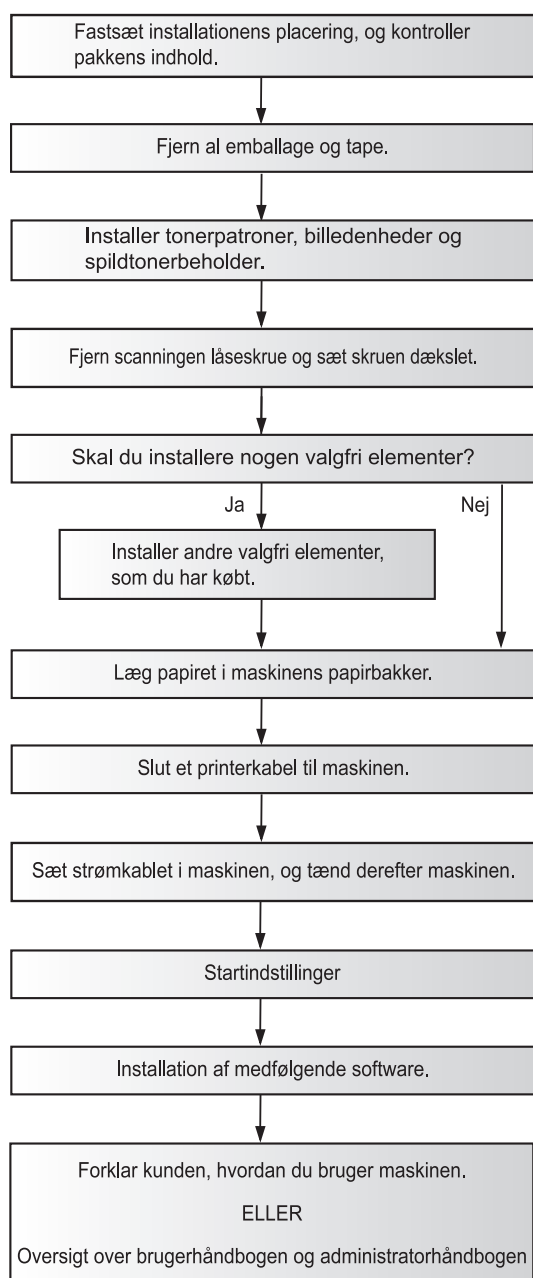 Fastsæt installationens placering, og kontroller
pakkens indhold.
Fjern al emballage og tape.
Installer tonerpatroner, billedenheder og
spildtonerbeholder.
Fjern scanningen låseskrue og sæt skruen dækslet.
Skal du installere nogen valgfri elementer?
Ja
Nej
Installer andre valgfri elementer,
som du har købt.
Læg papiret i maskinens papirbakker.
Slut et printerkabel til maskinen.
Sæt strømkablet i maskinen, og tænd derefter maskinen.
Startindstillinger
Installation af medfølgende software.
Forklar kunden, hvordan du bruger maskinen.
ELLER
Oversigt over brugerhåndbogen og administratorhåndbogen